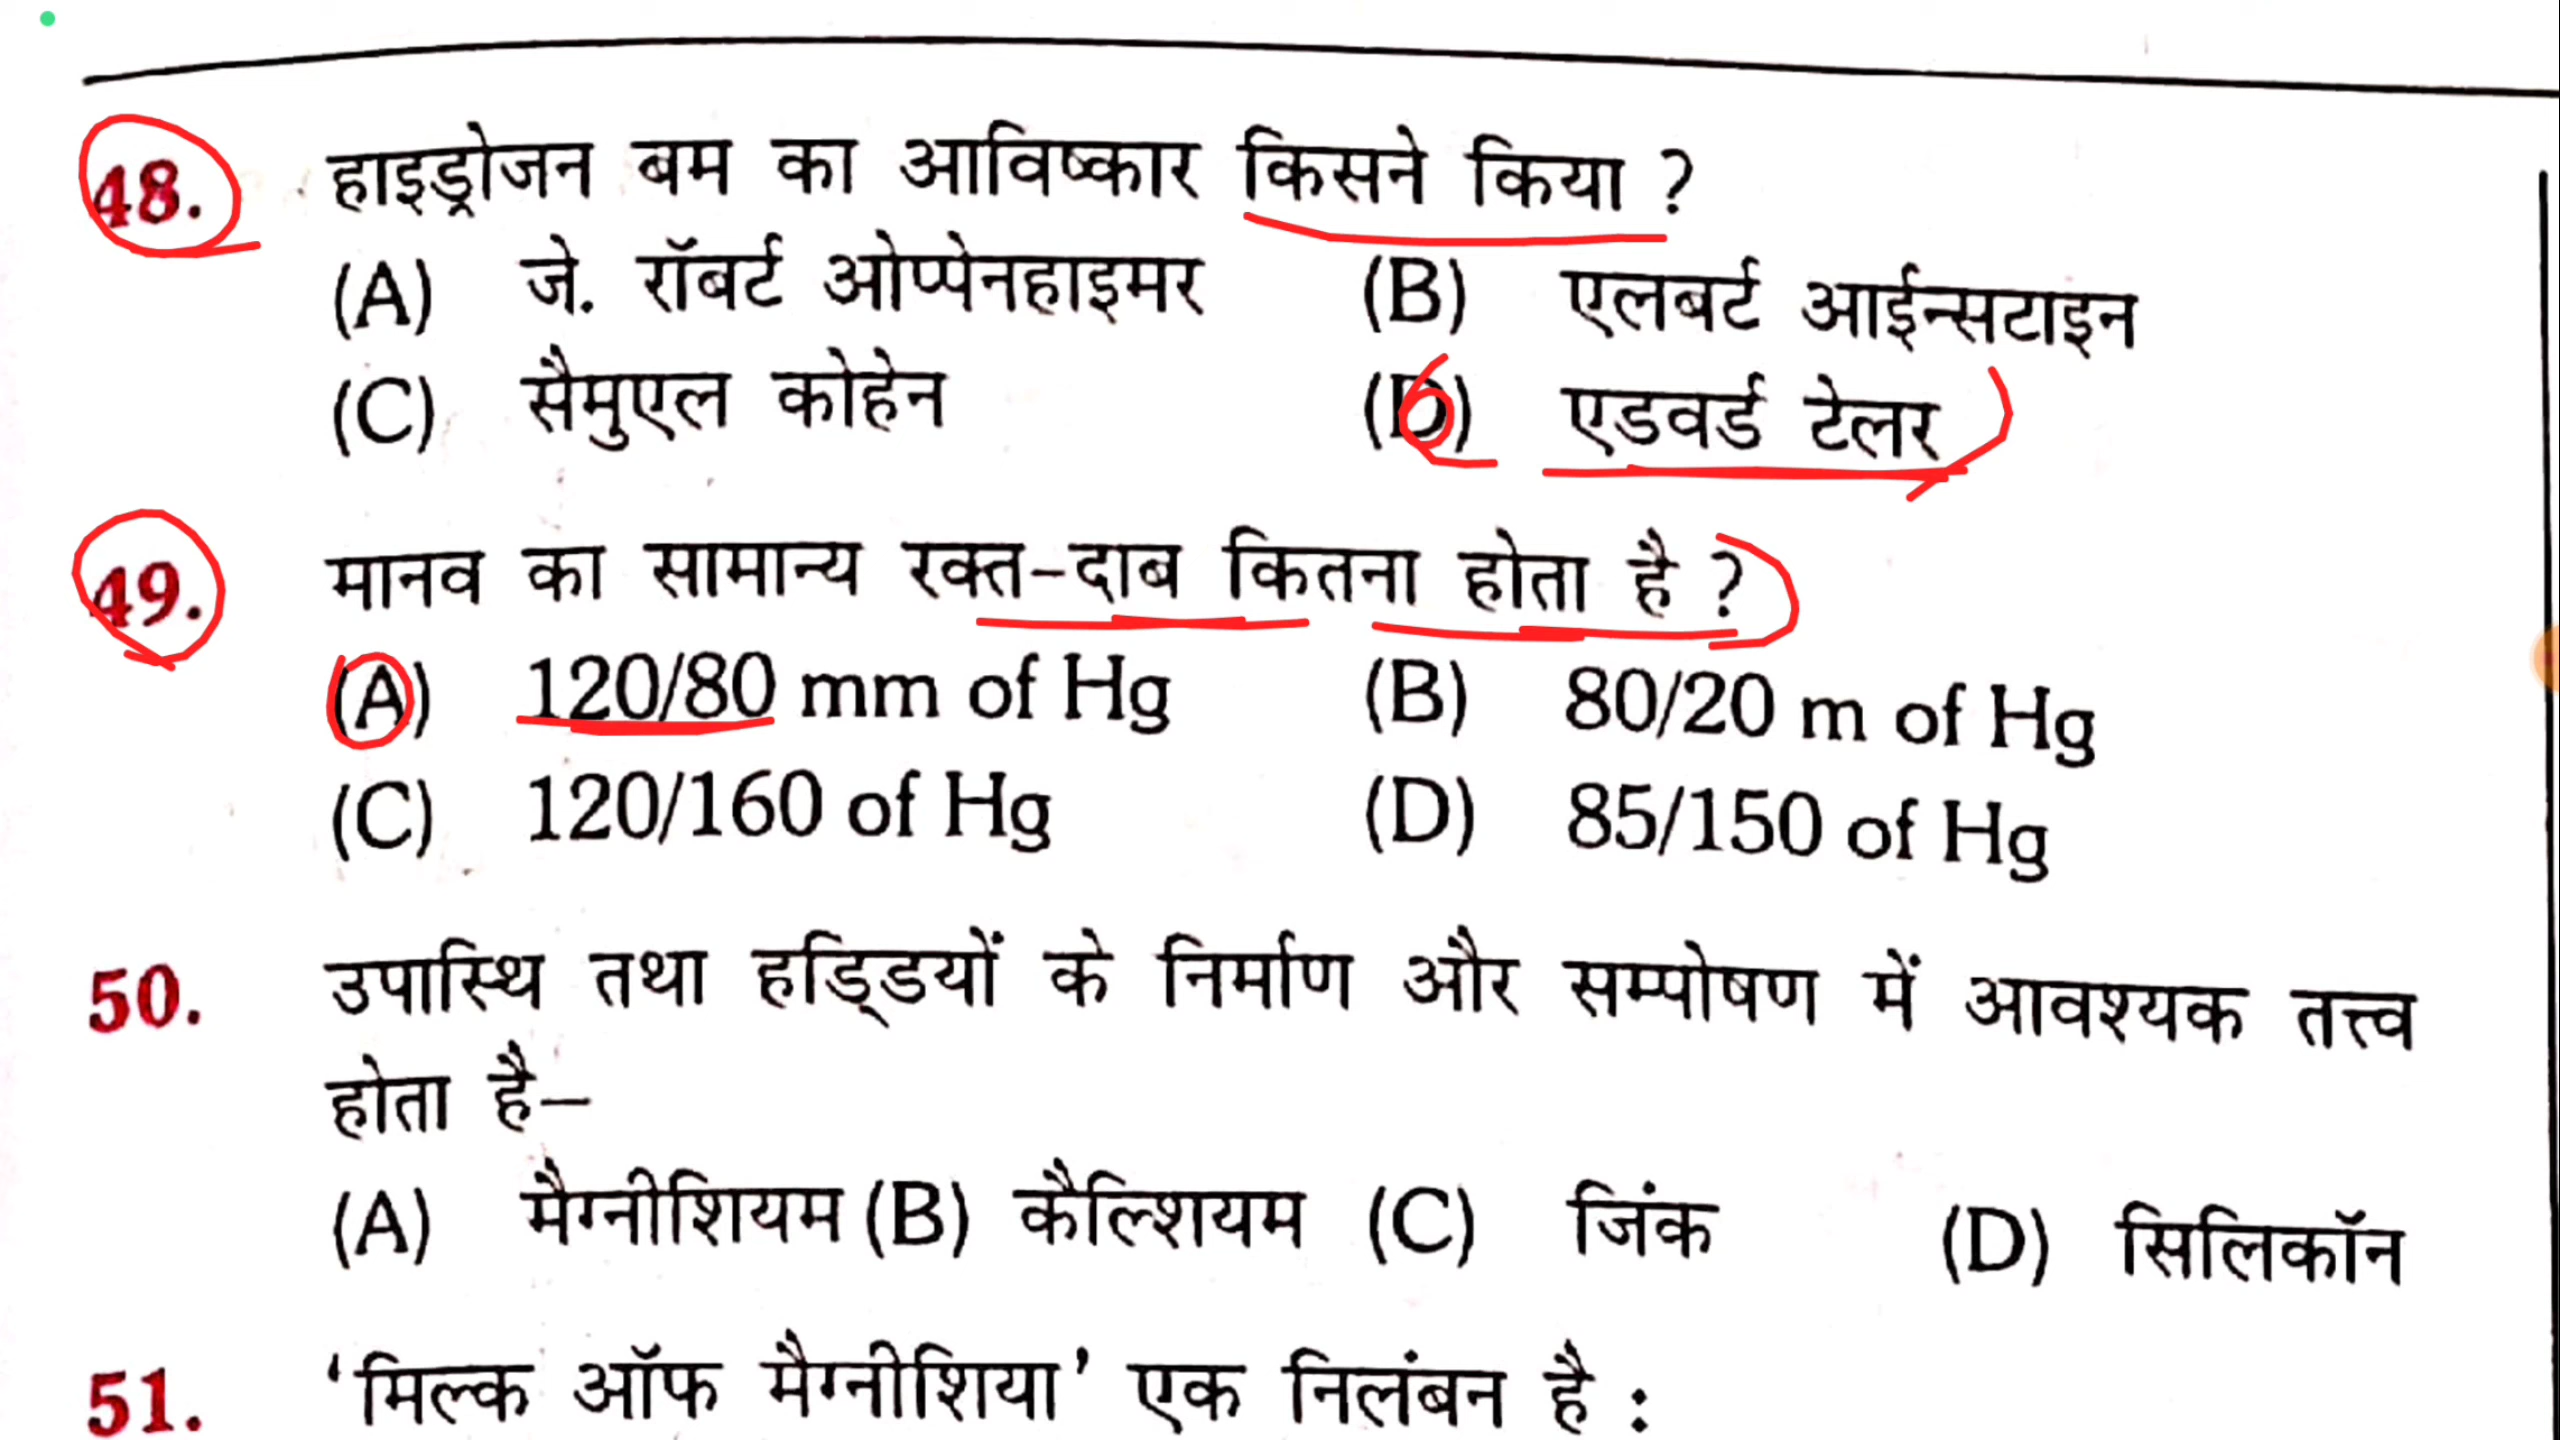 48. हाइड्रोजन बम का आविष्कार किसने किया ?
(A) जे. रॉबर्ट ओप्पेनहाइमर (B) एलबर्ट आईन्सटाइन
(C) सैमुएल कोहेन (D) एडवर्ड टेलर
49. मानव का सामान्य रक्त-दाब कितना होता है ?
(A) 120/80 mm of Hg (B) 80/20 m of Hg
(C) 120/160 of Hg (D) 85/150 of Hg
50. उपास्थि तथा हड्डियों के निर्माण और सम्पोषण में आवश्यक तत्त्व
होता है–
(A) मैग्नीशियम (B) कैल्शियम (C) जिंक (D) सिलिकॉन
51. ‘मिल्क ऑफ मैग्नीशिया’ एक निलंबन है :